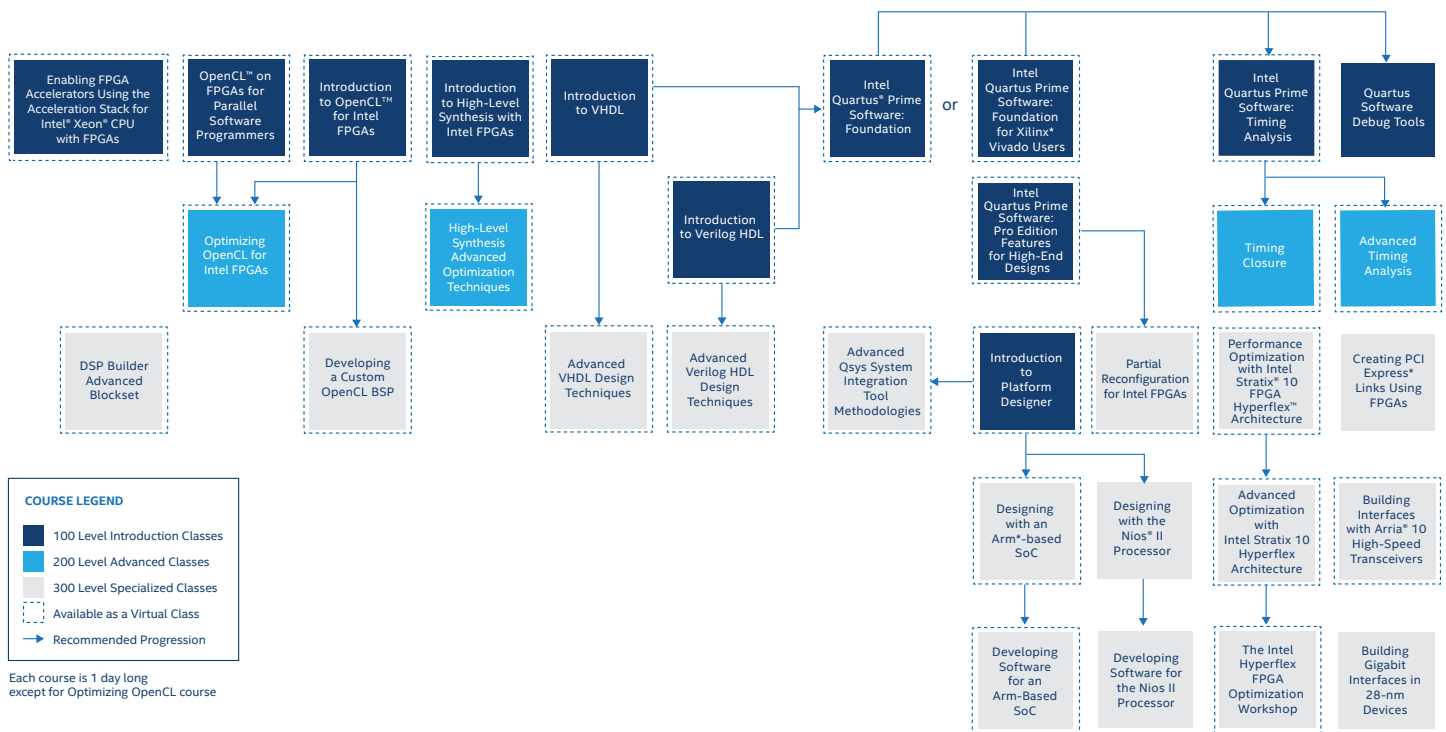 Enabling FPGA
Accelerators Using the
Acceleration Stack for
Intel® Xeon® CPU
with FPGAs
OpenCL™ on
FPGAs for
Parallel
Software
Programmers
Introduction
to OpenCL™
for Intel
FPGAs
Introduction
to High-Level
Synthesis with
Intel FPGAs
Introduction
to VHDL
Intel
Quartus® Prime
Software:
Foundation
or
Intel
Quartus Prime
Software:
Foundation
for Xilinx*
Vivado Users
Intel
Quartus Prime
Software:
Timing
Analysis
Quartus
Software
Debug Tools
Optimizing
OpenCL for
Intel FPGAs
High-Level
Synthesis
Advanced
Optimization
Techniques
Introduction
to Verilog HDL
Intel
Quartus Prime
Software:
Pro Edition
Features
for High-End
Designs
Timing
Closure
Advanced
Timing
Analysis
DSP Builder
Advanced
Blockset
Developing
a Custom
OpenCL BSP
Advanced
VHDL Design
Techniques
Advanced
Verilog HDL
Design
Techniques
Advanced
Qsys System
Integration
Tool
Methodologies
Introduction
to
Platform
Designer
Partial
Reconfiguration
for Intel FPGAs
Performance
Optimization
with Intel
Stratix® 10
FPGA
Hyperflex™
Architecture
Creating PCI
Express*
Links Using
FPGAs
Designing
with an
Arm*-based
SoC
Designing
with the
Nios® II
Processor
Advanced
Optimization
with
Intel Stratix 10
Hyperflex
Architecture
Building
Interfaces
with Arria® 10
High-Speed
Transceivers
Developing
Software
for an
Arm-Based
SoC
Developing
Software for
the Nios II
Processor
The Intel
Hyperflex
FPGA
Optimization
Workshop
Building
Gigabit
Interfaces in
28-nm
Devices
COURSE LEGEND
100 Level Introduction Classes
200 Level Advanced Classes
300 Level Specialized Classes
Available as a Virtual Class
Recommended Progression
Each course is 1 day long
except for Optimizing OpenCL course